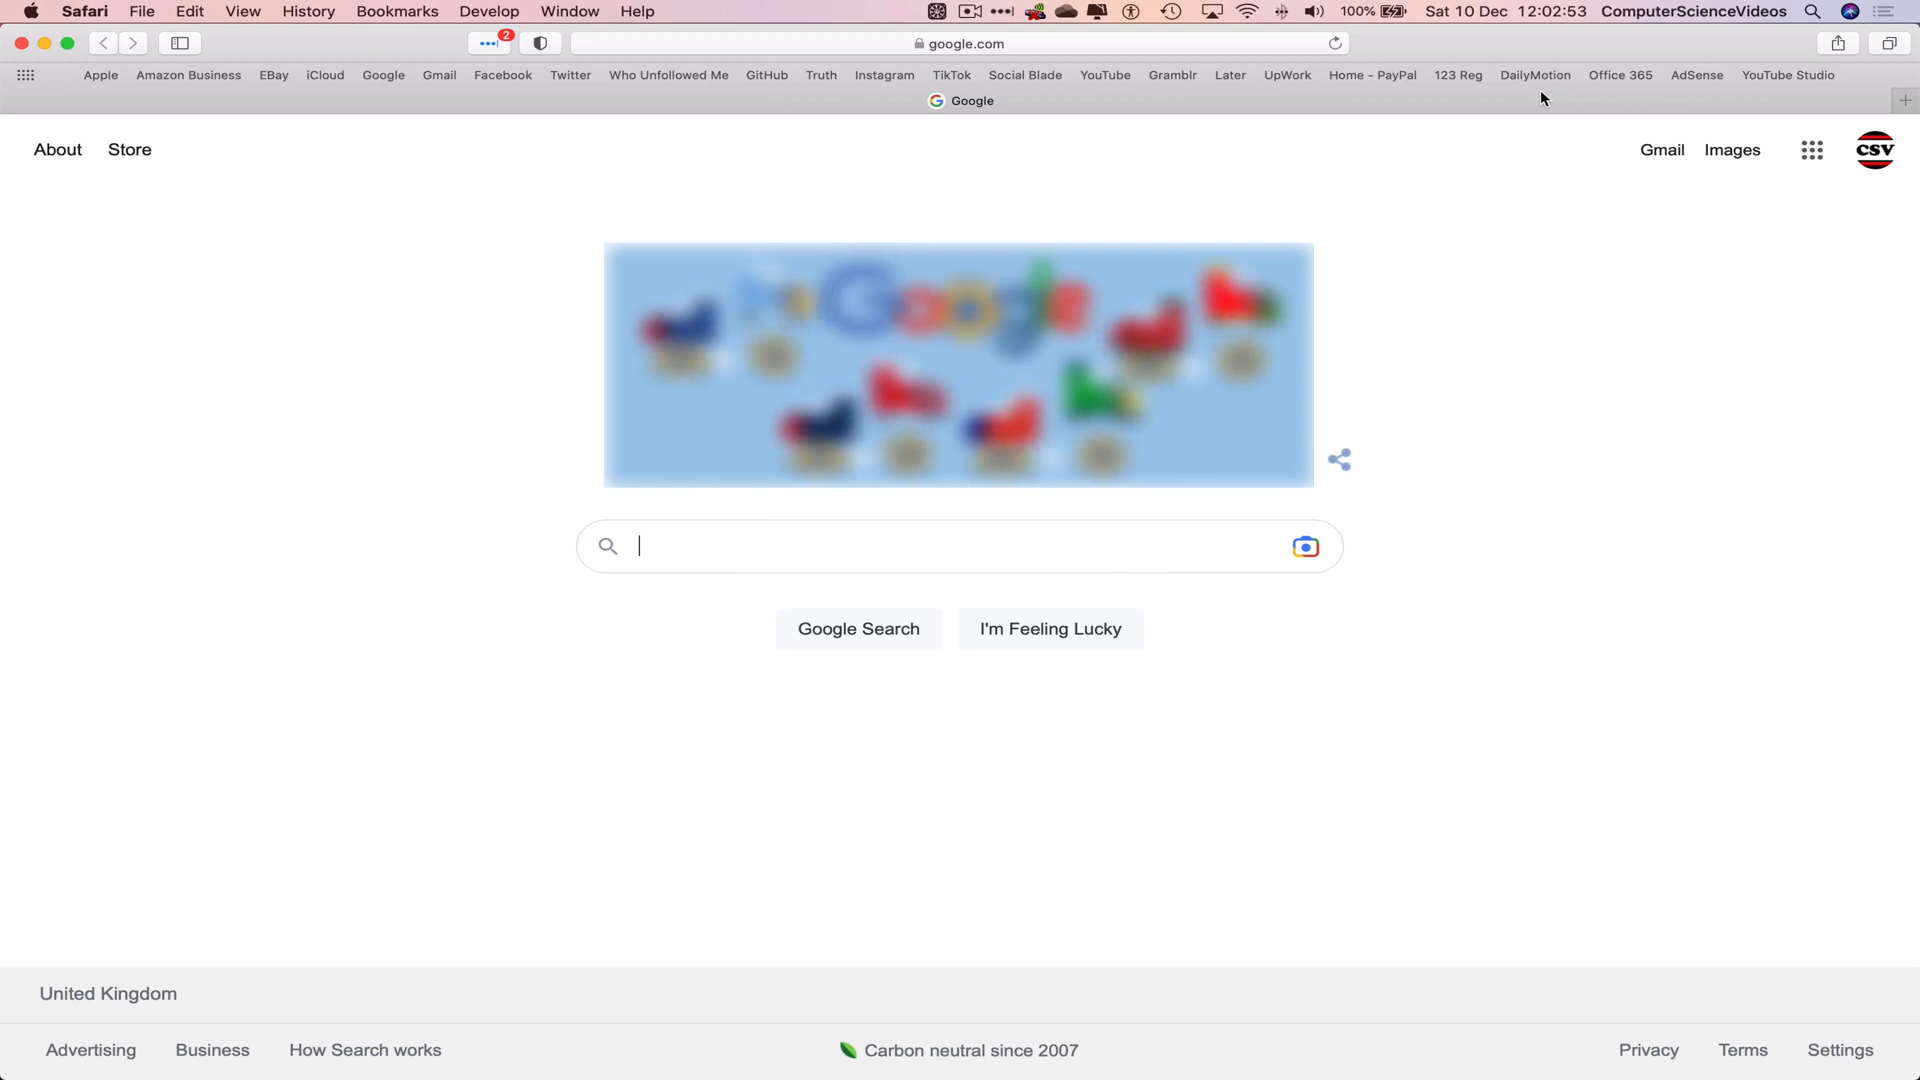 Safari File Edit View History Bookmarks Develop Window Help 100% Sat 10 Dec 12:02:53 ComputerScienceVideos
2 google.com
Apple Amazon Business EBay iCloud Google Gmail Facebook Twitter Who Unfollowed Me GitHub Truth Instagram TikTok Social Blade YouTube Gramblr Later UpWork Home - PayPal 123 Reg DailyMotion Office 365 AdSense YouTube Studio
Google
About Store Gmail Images CSV
Google
Google Search I'm Feeling Lucky
United Kingdom
Advertising Business How Search works Carbon neutral since 2007 Privacy Terms Settings